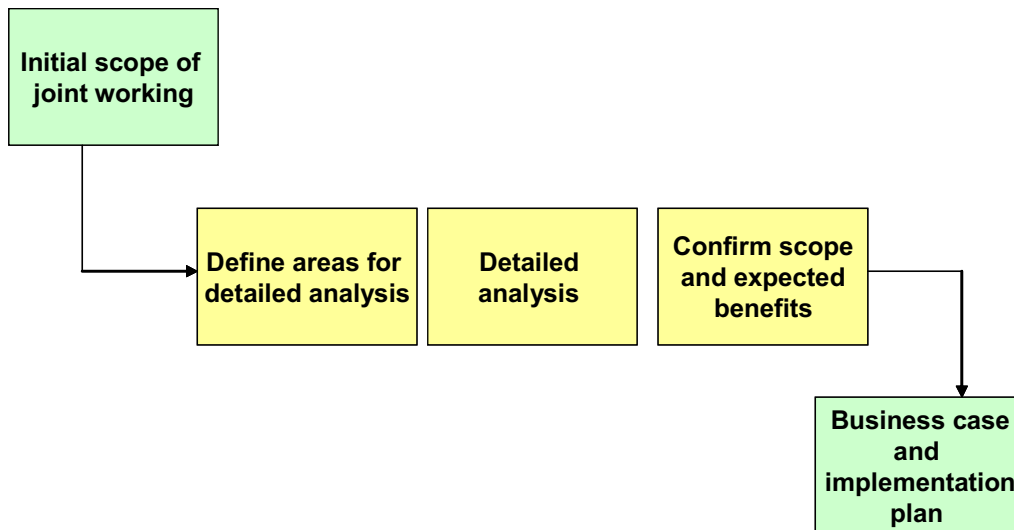 Initial scope of
joint working
Define areas for
detailed analysis
Detailed
analysis
Confirm scope
and expected
benefits
Business case
and
implementation
plan